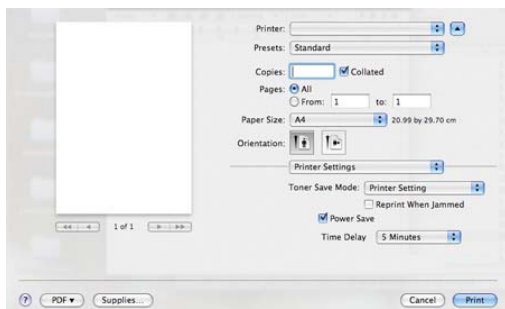 Printer:
Presets: Standard
Copies: Collated
Pages: All
From: 1 to: 1
Paper Size: A4 20.99 by 29.70 cm
Orientation:
Printer Settings
Toner Save Mode: Printer Setting
Reprint When Jammed
Power Save
Time Delay 5 Minutes
1 of 1
? PDF Supplies... Cancel Print